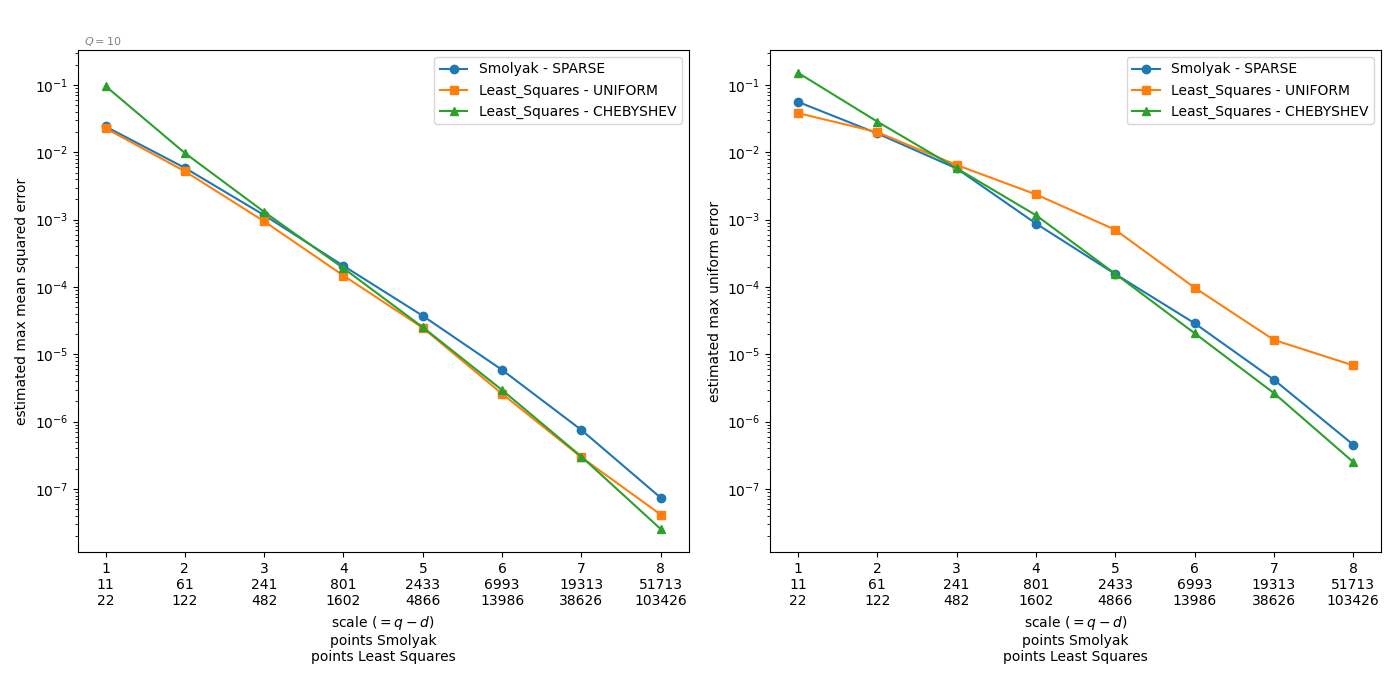 Q = 10
Smolyak - SPARSE
Least_Squares - UNIFORM
Least_Squares - CHEBYSHEV
estimated max mean squared error
10⁻¹
10⁻²
10⁻³
10⁻⁴
10⁻⁵
10⁻⁶
10⁻⁷
1 2 3 4 5 6 7 8
11 61 241 801 2433 6993 19313 51713
22 122 482 1602 4866 13986 38626 103426
scale (= q − d)
points Smolyak
points Least Squares
Smolyak - SPARSE
Least_Squares - UNIFORM
Least_Squares - CHEBYSHEV
estimated max uniform error
10⁻¹
10⁻²
10⁻³
10⁻⁴
10⁻⁵
10⁻⁶
10⁻⁷
1 2 3 4 5 6 7 8
11 61 241 801 2433 6993 19313 51713
22 122 482 1602 4866 13986 38626 103426
scale (= q − d)
points Smolyak
points Least Squares